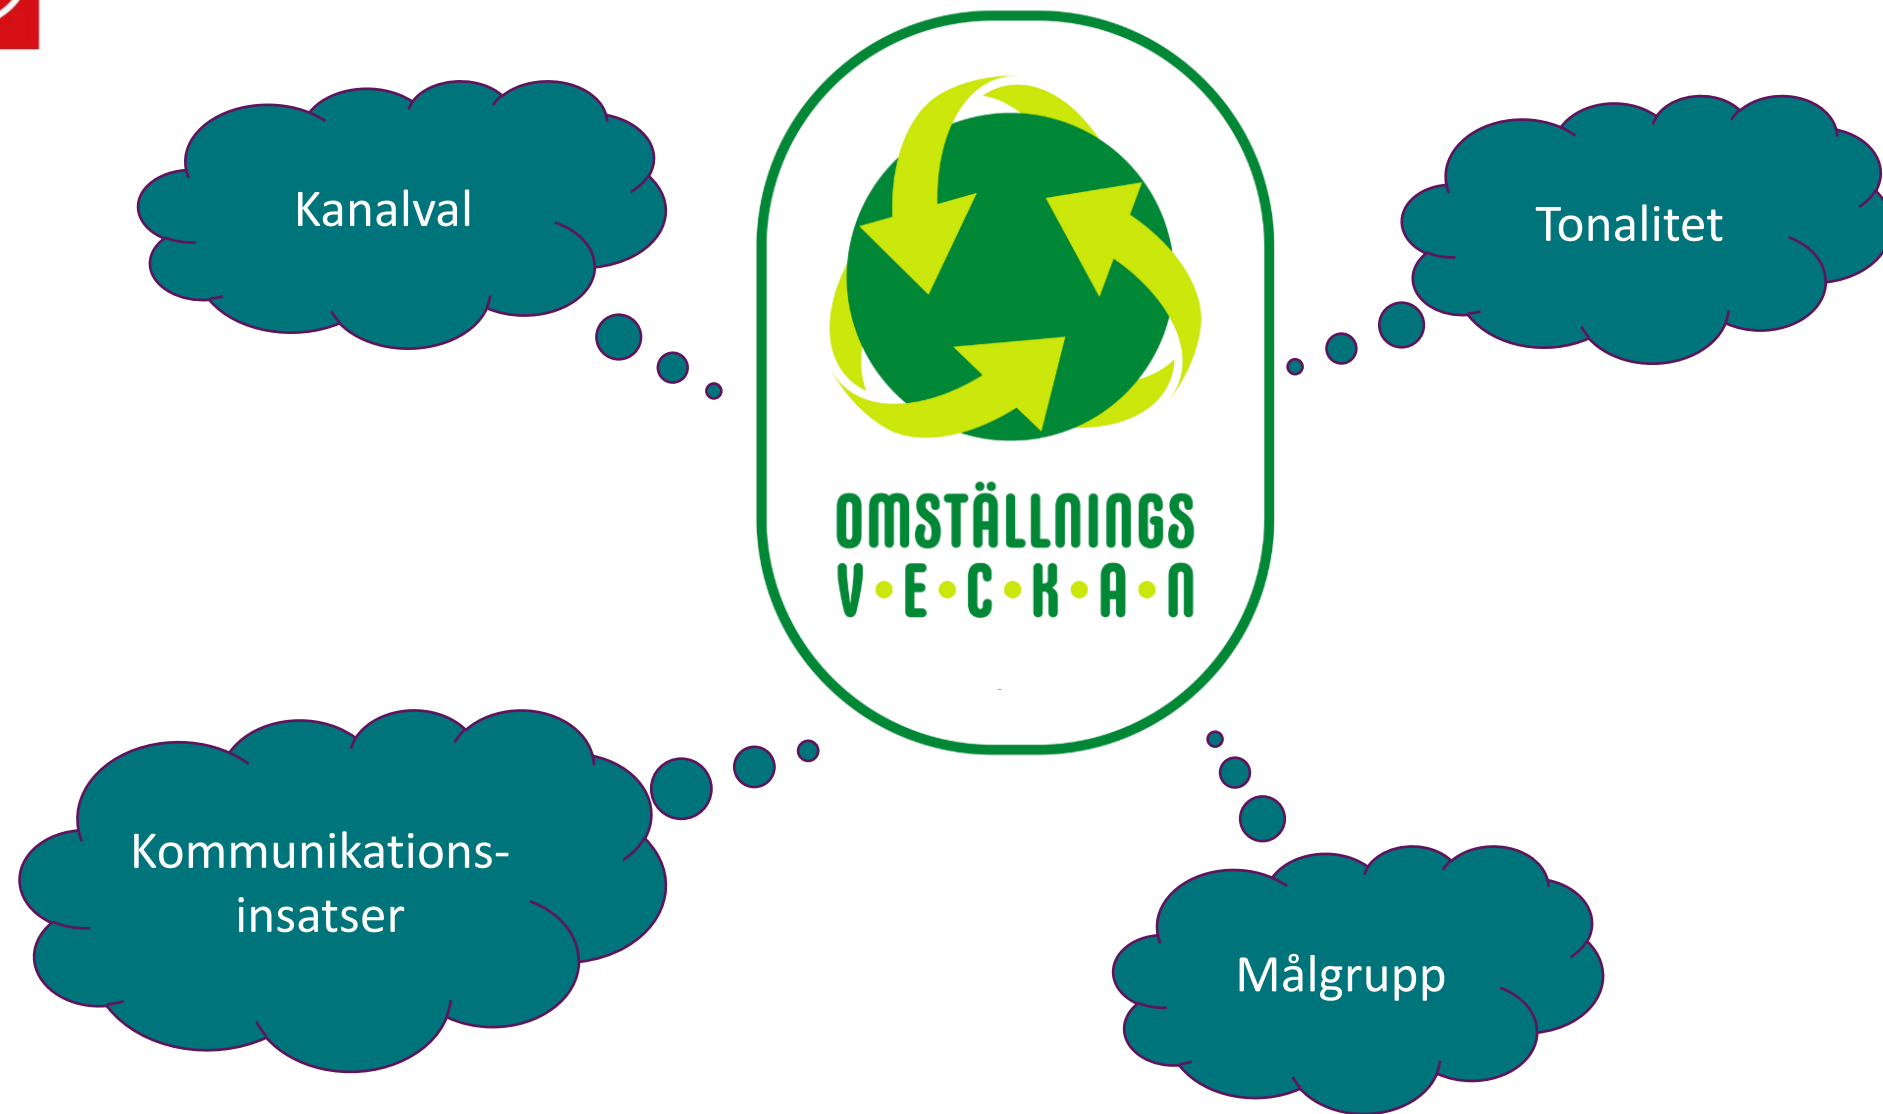 Kanalval
Tonalitet
OMSTÄLLNINGS
V•E•C•K•A•N
Kommunikations-
insatser
Målgrupp